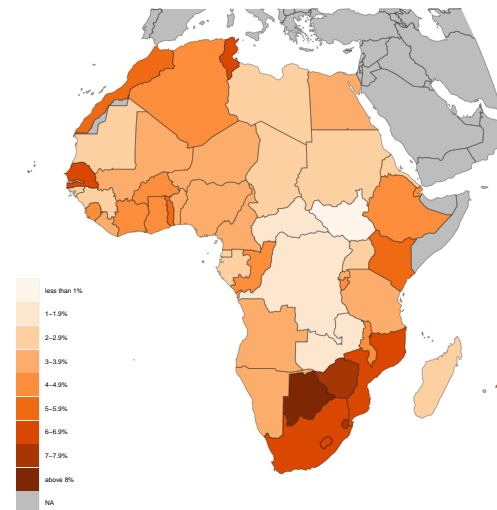 less than 1%
1–1.9%
2–2.9%
3–3.9%
4–4.9%
5–5.9%
6–6.9%
7–7.9%
above 8%
NA